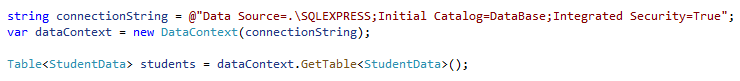 string connectionString = @"Data Source=.\SQLEXPRESS;Initial Catalog=DataBase;Integrated Security=True";
var dataContext = new DataContext(connectionString);
Table<StudentData> students = dataContext.GetTable<StudentData>();